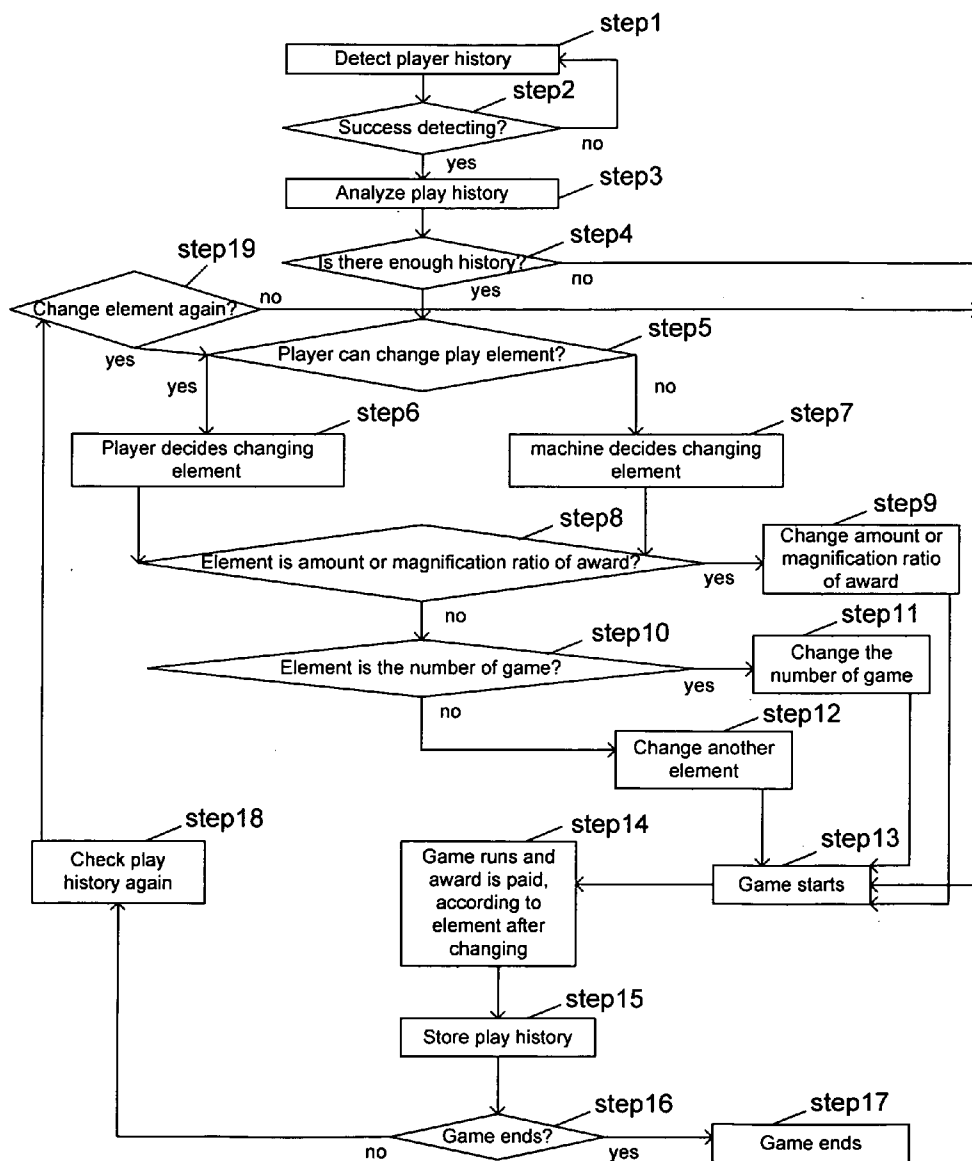 step1
Detect player history
step2
Success detecting?
no
yes
step3
Analyze play history
step4
Is there enough history?
no
yes
step19
Change element again?
no
yes
step5
Player can change play element?
yes
no
step6
Player decides changing
element
step7
machine decides changing
element
step8
Element is amount or magnification ratio of award?
yes
no
step9
Change amount or
magnification ratio
of award
step10
Element is the number of game?
yes
no
step11
Change the
number of game
step12
Change another
element
step13
Game starts
step14
Game runs and
award is paid,
according to
element after
changing
step15
Store play history
step16
Game ends?
no
yes
step17
Game ends
step18
Check play
history again